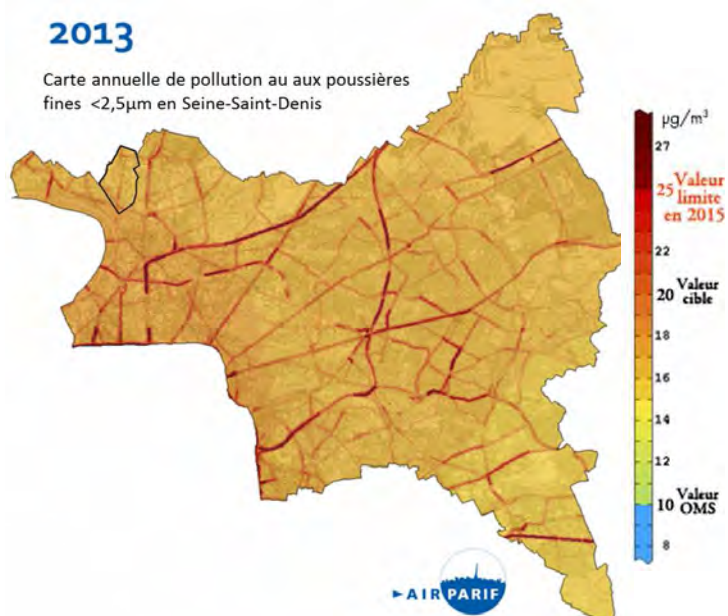 2013
Carte annuelle de pollution au aux poussières
fines <2,5μm en Seine-Saint-Denis
μg/m³
27
25 Valeur
limite
en 2015
22
20 Valeur
cible
18
16
14
12
10 Valeur
OMS
8
AIRPARIF